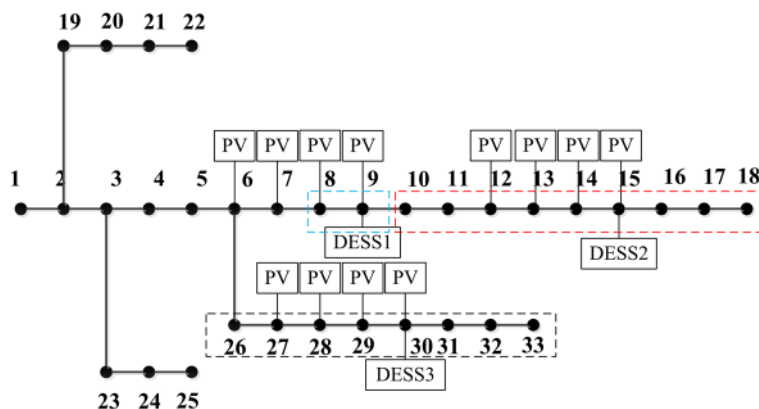 19 20 21 22
PV PV PV PV PV PV PV PV
1 2 3 4 5 6 7 8 9 10 11 12 13 14 15 16 17 18
DESS1
DESS2
PV PV PV PV
26 27 28 29 30 31 32 33
DESS3
23 24 25